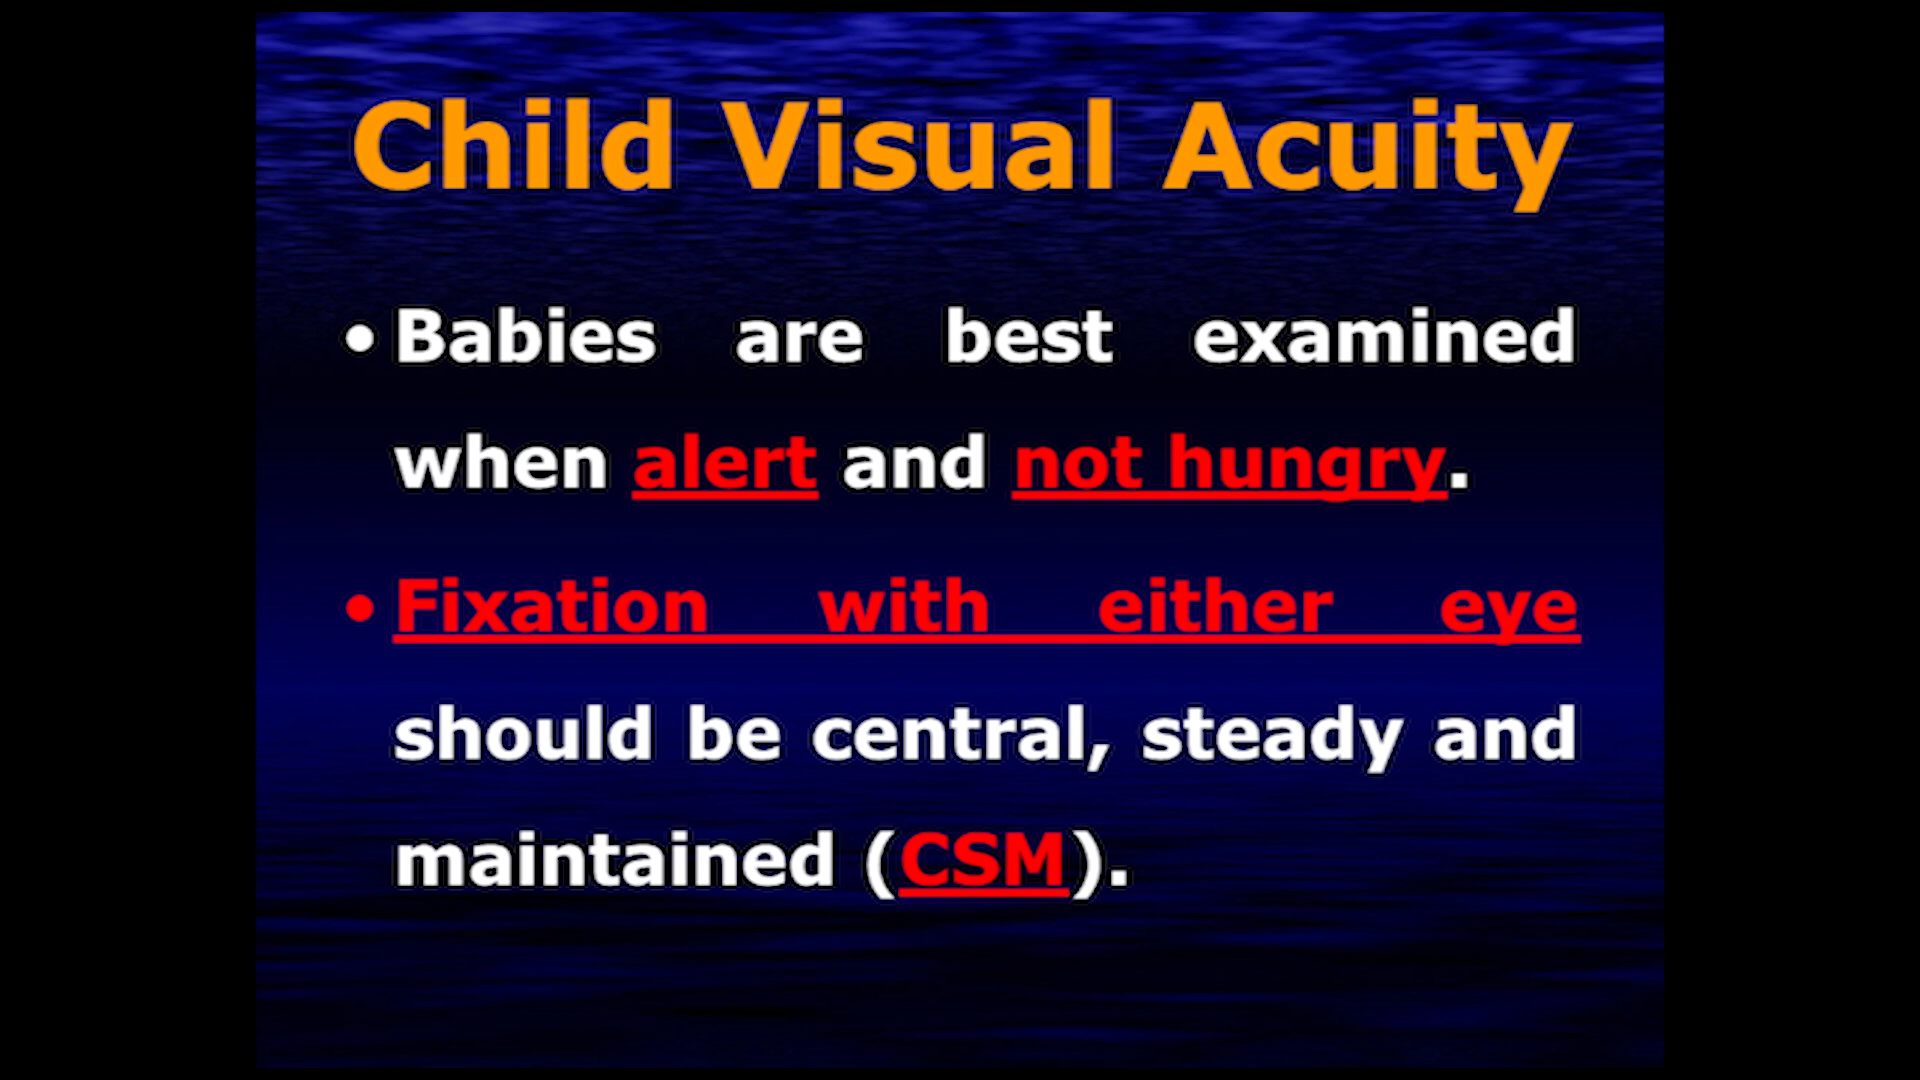 Child Visual Acuity
• Babies are best examined
when alert and not hungry.
• Fixation with either eye
should be central, steady and
maintained (CSM).